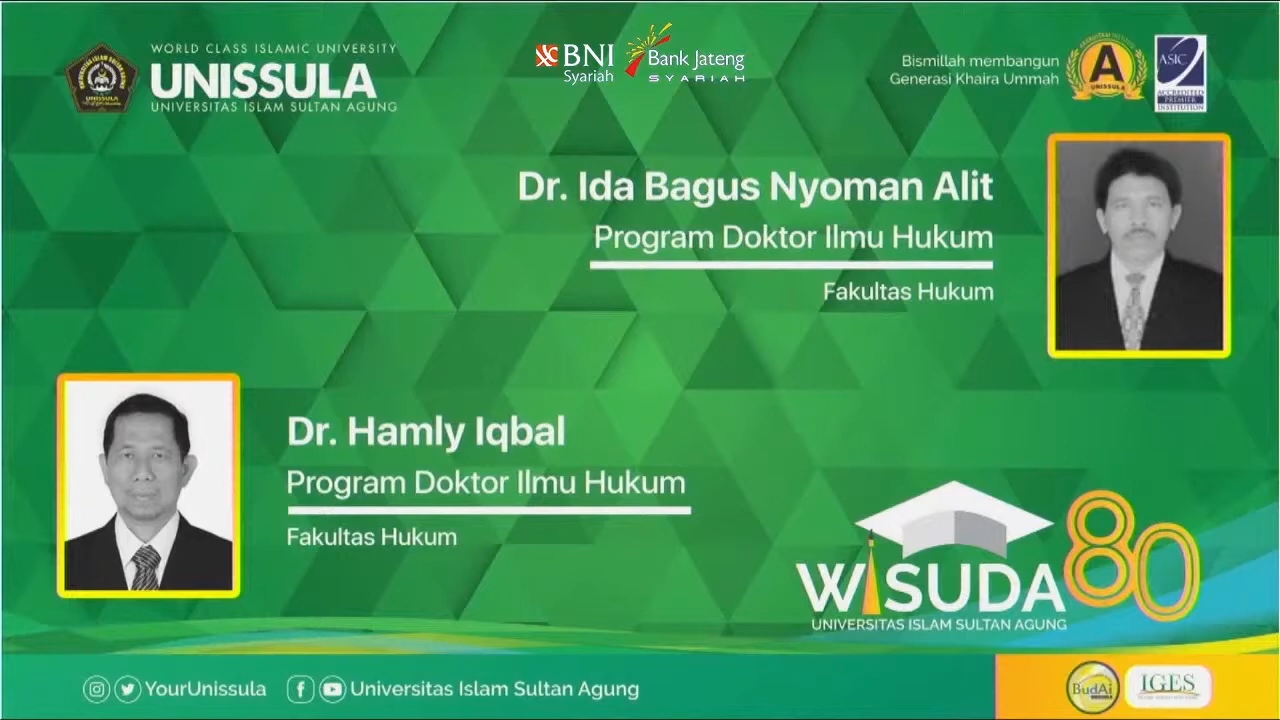 WORLD CLASS ISLAMIC UNIVERSITY
UNISSULA
UNIVERSITAS ISLAM SULTAN AGUNG
BNI
Syariah
Bank Jateng
SYARIAH
Bismillah membangun
Generasi Khaira Ummah
A
UNISSULA
ASIC
ACCREDITED
PREMIER
INSTITUTION
Dr. Ida Bagus Nyoman Alit
Program Doktor Ilmu Hukum
Fakultas Hukum
Dr. Hamly Iqbal
Program Doktor Ilmu Hukum
Fakultas Hukum
WISUDA 80
UNIVERSITAS ISLAM SULTAN AGUNG
YourUnissula
Universitas Islam Sultan Agung
BudAi
IGES